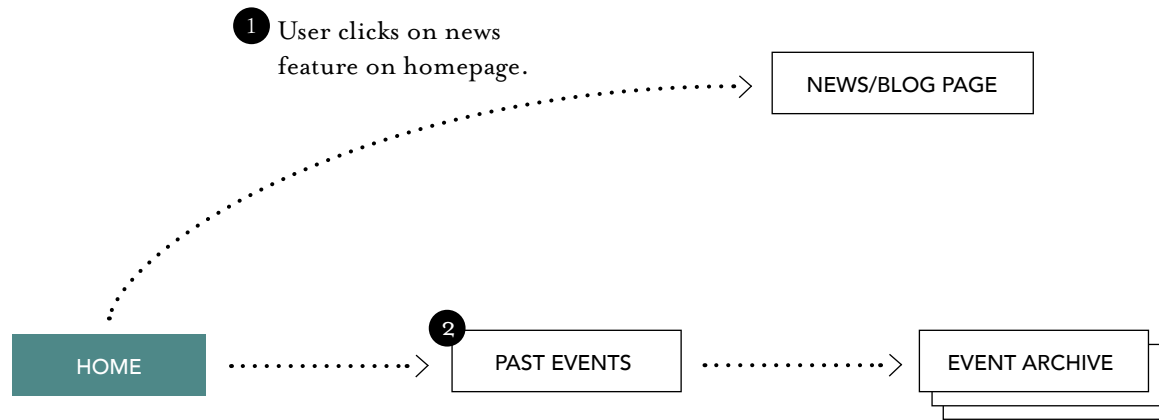 1 User clicks on news
feature on homepage.
NEWS/BLOG PAGE
2
HOME
PAST EVENTS
EVENT ARCHIVE